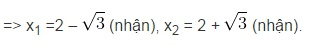 => x₁ =2 – √3 (nhận), x₂ = 2 + √3 (nhận).